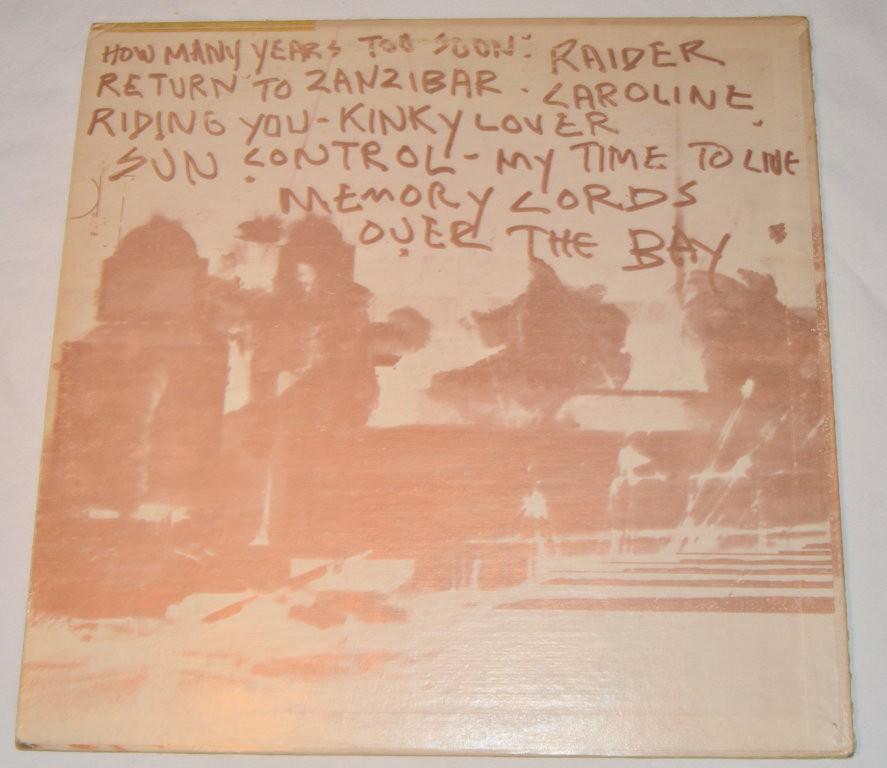 HOW MANY YEARS TOO SOON: RAIDER
RETURN TO ZANZIBAR . CAROLINE
RIDING YOU - KINKY LOVER
SUN CONTROL - MY TIME TO LIVE
MEMORY LORDS
OVER THE BAY